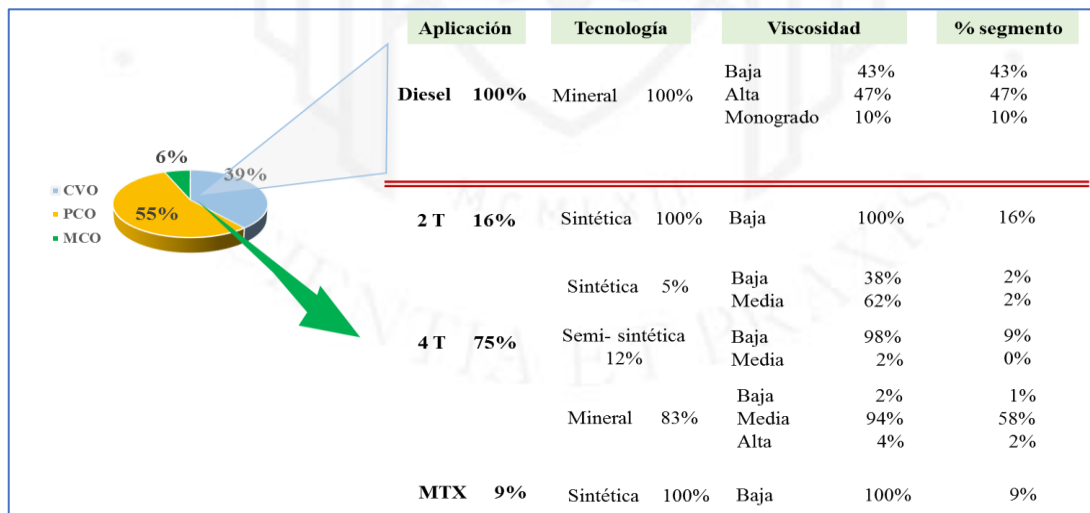 Aplicación Tecnología Viscosidad % segmento
Baja 43% 43%
Diesel 100% Mineral 100% Alta 47% 47%
Monogrado 10% 10%
6%
39%
CVO
PCO
MCO
55%
2 T 16% Sintética 100% Baja 100% 16%
Sintética 5% Baja 38% 2%
Media 62% 2%
4 T 75% Semi- sintética Baja 98% 9%
12% Media 2% 0%
Baja 2% 1%
Mineral 83% Media 94% 58%
Alta 4% 2%
MTX 9% Sintética 100% Baja 100% 9%